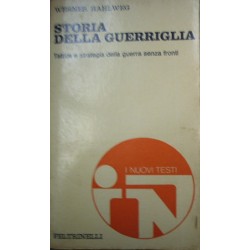 WERNER HAHLWEG
STORIA
DELLA GUERRIGLIA
Tattica e strategia della guerra senza fronti
I NUOVI TESTI
FELTRINELLI